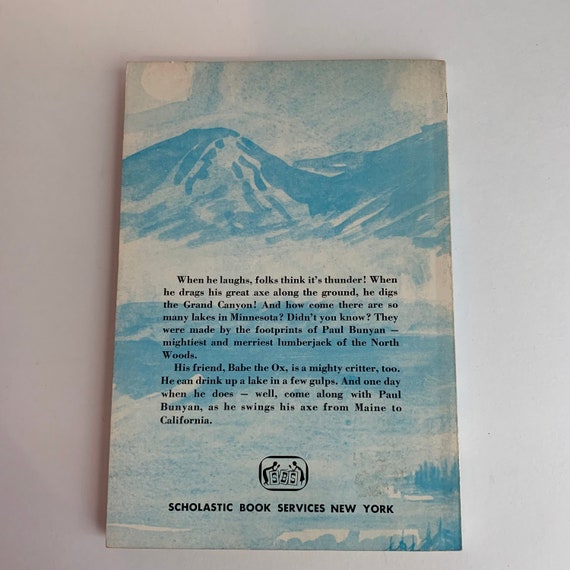 When he laughs, folks think it's thunder! When
he drags his great axe along the ground, he digs
the Grand Canyon! And how come there are so
many lakes in Minnesota? Didn't you know? They
were made by the footprints of Paul Bunyan —
mightiest and merriest lumberjack of the North
Woods.
His friend, Babe the Ox, is a mighty critter, too.
He can drink up a lake in a few gulps. And one day
when he does — well, come along with Paul
Bunyan, as he swings his axe from Maine to
California.
SBS
SCHOLASTIC BOOK SERVICES NEW YORK